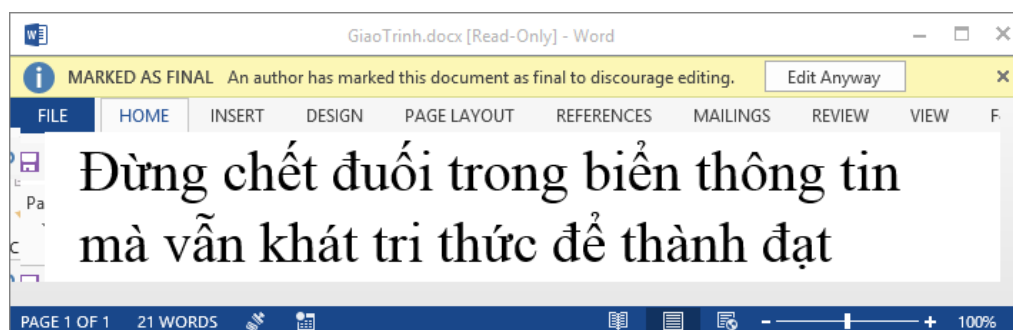 GiaoTrinh.docx [Read-Only] - Word
MARKED AS FINAL An author has marked this document as final to discourage editing. Edit Anyway
FILE HOME INSERT DESIGN PAGE LAYOUT REFERENCES MAILINGS REVIEW VIEW
Đừng chết đuối trong biển thông tin
Pa
mà vẫn khát tri thức để thành đạt
PAGE 1 OF 1 21 WORDS 100%